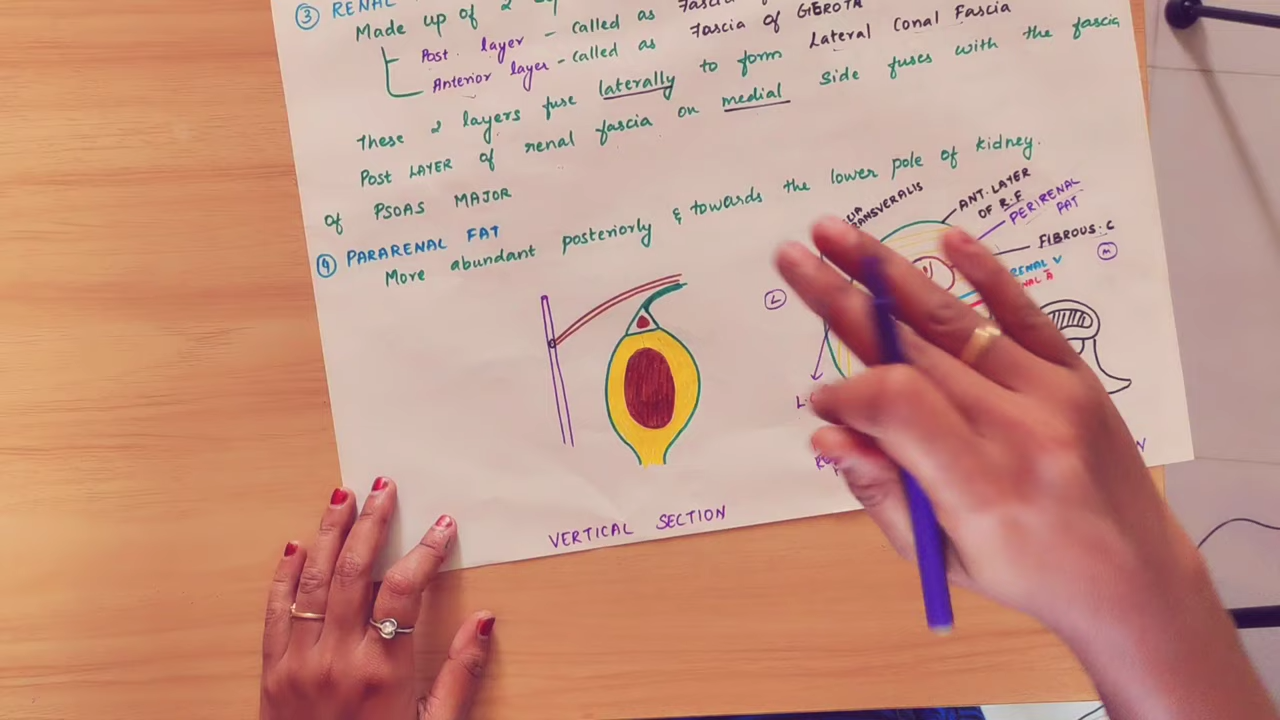 ③ RENAL
Made up of 2
Post. layer - called as
Anterior layer - called as Fascia of GEROTA
These 2 layers fuse laterally to form Lateral Conal Fascia
Post LAYER of renal fascia on medial side fuses with the fascia
of PSOAS MAJOR
④ PARARENAL FAT
More abundant posteriorly & towards the lower pole of kidney.
ANT. LAYER
OF R.F
PERIRENAL
FAT
FIBROUS. C
RENAL V
L
M
VERTICAL SECTION